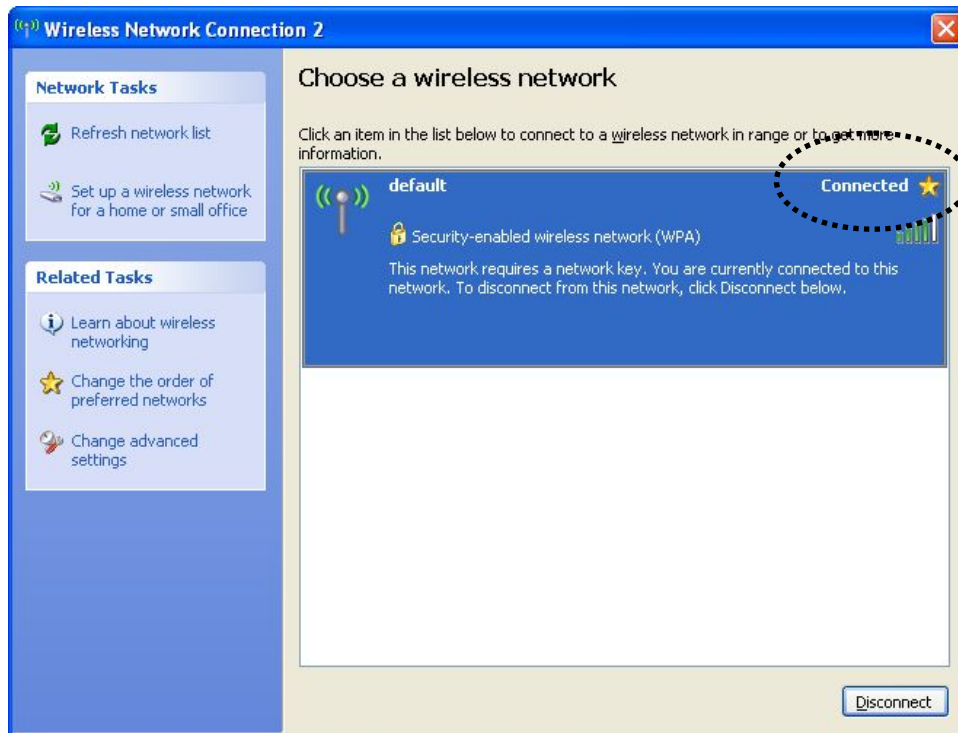 Wireless Network Connection 2
Network Tasks
Refresh network list
Set up a wireless network
for a home or small office
Related Tasks
Learn about wireless
networking
Change the order of
preferred networks
Change advanced
settings
Choose a wireless network
Click an item in the list below to connect to a wireless network in range or to get more
information.
default
Connected
Security-enabled wireless network (WPA)
This network requires a network key. You are currently connected to this
network. To disconnect from this network, click Disconnect below.
Disconnect